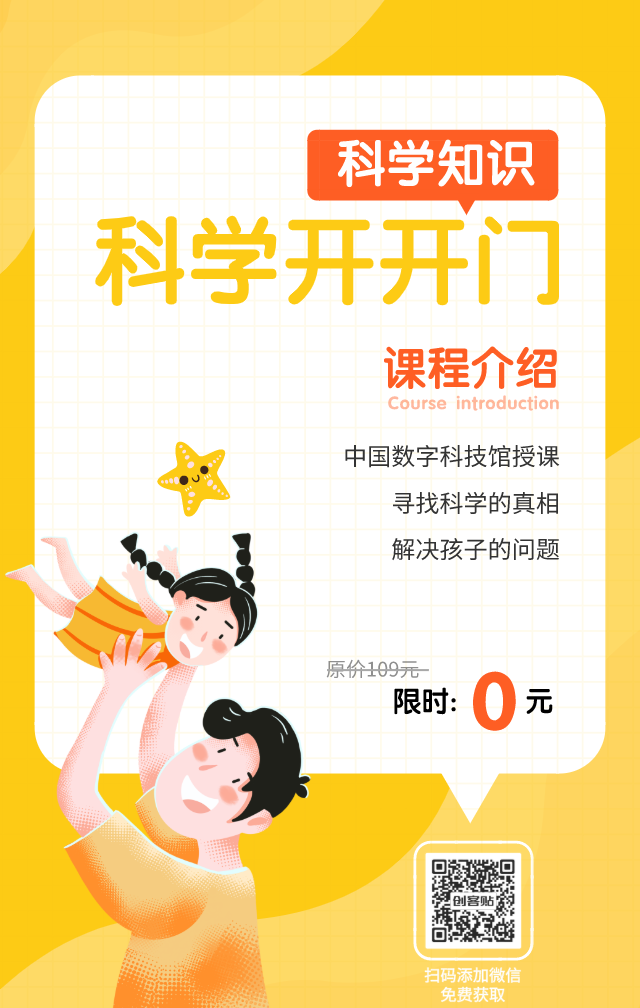 科学知识
科学开开门
课程介绍
Course introduction
中国数字科技馆授课
寻找科学的真相
解决孩子的问题
原价109元
限时: 0 元
创客贴
扫码添加微信
免费获取